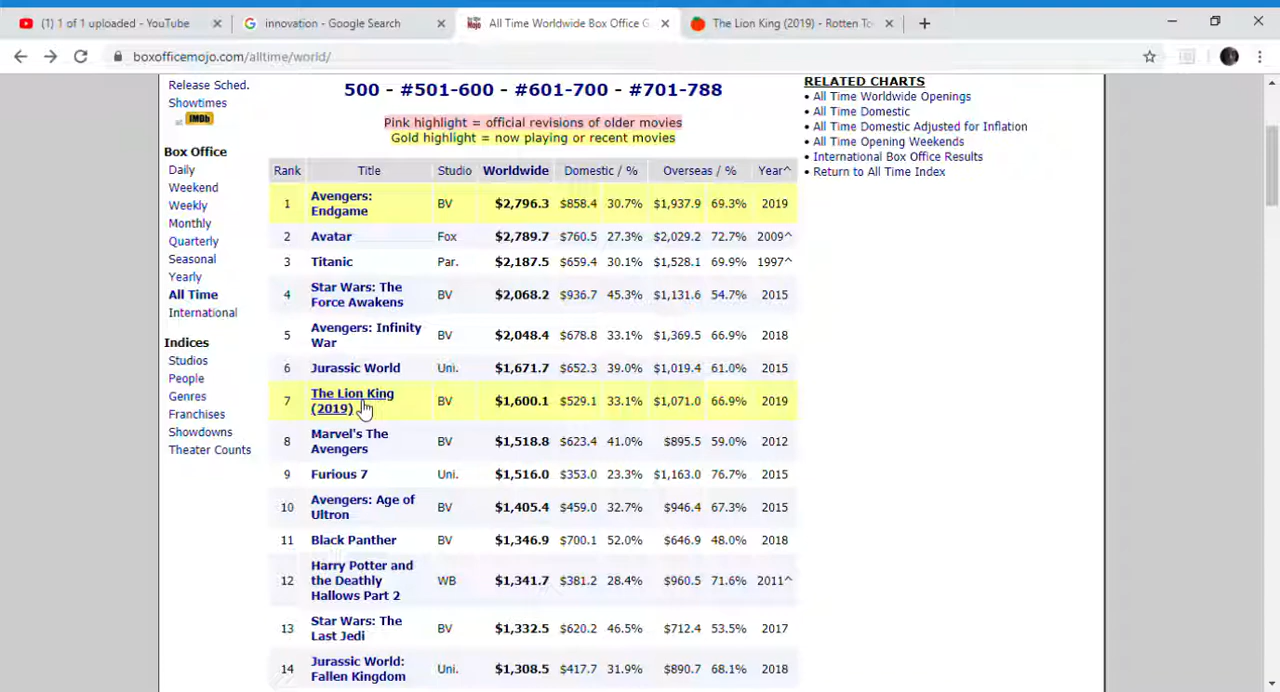 (1) 1 of 1 uploaded - YouTube
innovation - Google Search
All Time Worldwide Box Office G
The Lion King (2019) - Rotten To
boxofficemojo.com/alltime/world/
Release Sched.
Showtimes
at IMDb
Box Office
Daily
Weekend
Weekly
Monthly
Quarterly
Seasonal
Yearly
All Time
International
Indices
Studios
People
Genres
Franchises
Showdowns
Theater Counts
500 - #501-600 - #601-700 - #701-788
Pink highlight = official revisions of older movies
Gold highlight = now playing or recent movies
Rank Title Studio Worldwide Domestic / % Overseas / % Year^
1 Avengers: Endgame BV $2,796.3 $858.4 30.7% $1,937.9 69.3% 2019
2 Avatar Fox $2,789.7 $760.5 27.3% $2,029.2 72.7% 2009^
3 Titanic Par. $2,187.5 $659.4 30.1% $1,528.1 69.9% 1997^
4 Star Wars: The Force Awakens BV $2,068.2 $936.7 45.3% $1,131.6 54.7% 2015
5 Avengers: Infinity War BV $2,048.4 $678.8 33.1% $1,369.5 66.9% 2018
6 Jurassic World Uni. $1,671.7 $652.3 39.0% $1,019.4 61.0% 2015
7 The Lion King (2019) BV $1,600.1 $529.1 33.1% $1,071.0 66.9% 2019
8 Marvel's The Avengers BV $1,518.8 $623.4 41.0% $895.5 59.0% 2012
9 Furious 7 Uni. $1,516.0 $353.0 23.3% $1,163.0 76.7% 2015
10 Avengers: Age of Ultron BV $1,405.4 $459.0 32.7% $946.4 67.3% 2015
11 Black Panther BV $1,346.9 $700.1 52.0% $646.9 48.0% 2018
12 Harry Potter and the Deathly Hallows Part 2 WB $1,341.7 $381.2 28.4% $960.5 71.6% 2011^
13 Star Wars: The Last Jedi BV $1,332.5 $620.2 46.5% $712.4 53.5% 2017
14 Jurassic World: Fallen Kingdom Uni. $1,308.5 $417.7 31.9% $890.7 68.1% 2018
RELATED CHARTS
• All Time Worldwide Openings
• All Time Domestic
• All Time Domestic Adjusted for Inflation
• All Time Opening Weekends
• International Box Office Results
• Return to All Time Index